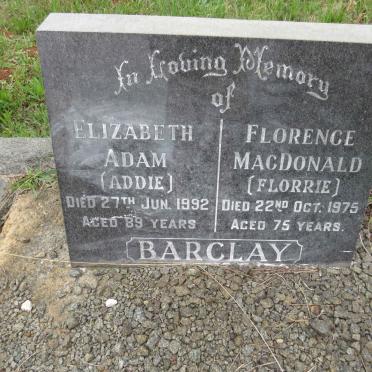 In Loving Memory
of
ELIZABETH
ADAM
(ADDIE)
DIED 27TH JUN. 1992
AGED 89 YEARS
FLORENCE
MACDONALD
(FLORRIE)
DIED 22ND OCT. 1975
AGED 75 YEARS.
BARCLAY